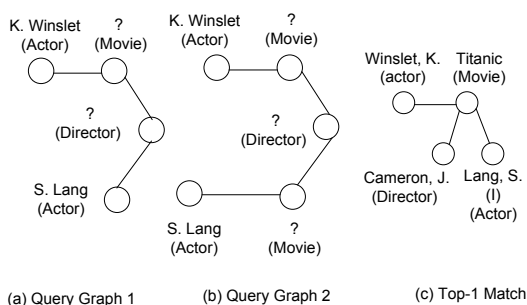 K. Winslet
(Actor)
?
(Movie)
?
(Director)
S. Lang
(Actor)
(a) Query Graph 1
K. Winslet
(Actor)
?
(Movie)
?
(Director)
S. Lang
(Actor)
?
(Movie)
(b) Query Graph 2
Winslet, K.
(actor)
Titanic
(Movie)
Cameron, J.
(Director)
Lang, S.
(I)
(Actor)
(c) Top-1 Match